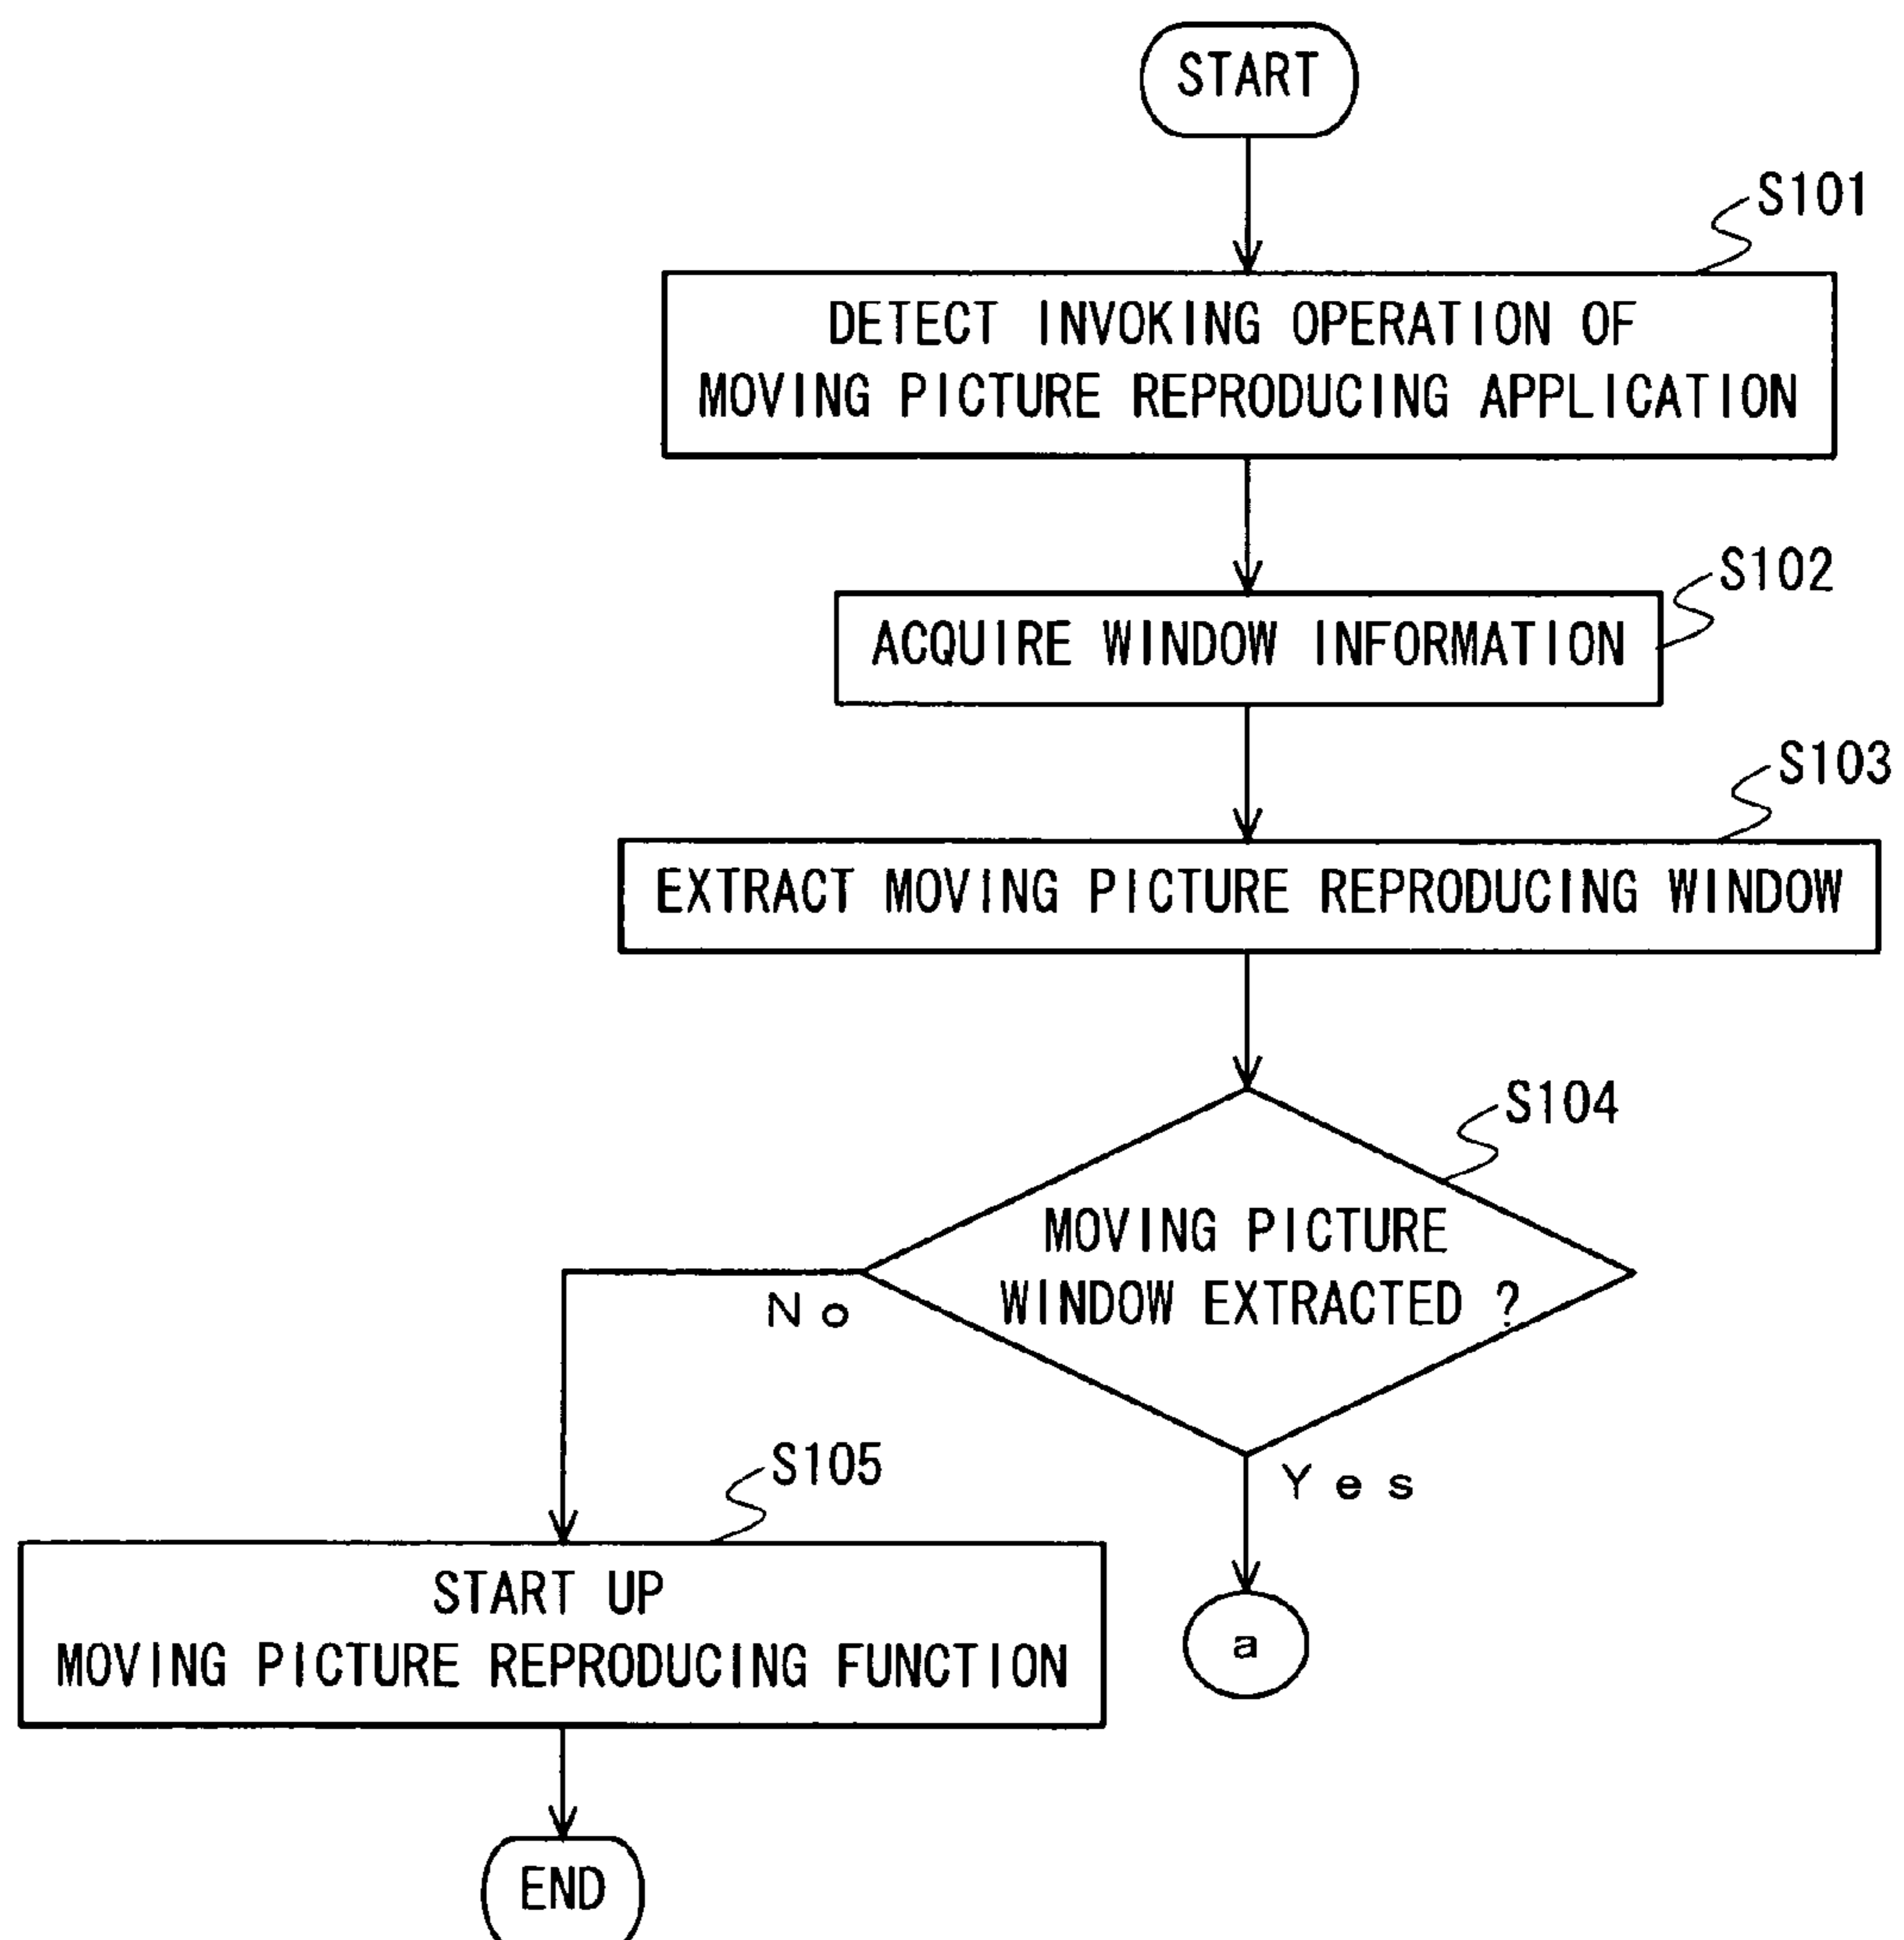 START
S101
DETECT INVOKING OPERATION OF
MOVING PICTURE REPRODUCING APPLICATION
S102
ACQUIRE WINDOW INFORMATION
S103
EXTRACT MOVING PICTURE REPRODUCING WINDOW
S104
MOVING PICTURE
WINDOW EXTRACTED ?
No
Yes
S105
START UP
MOVING PICTURE REPRODUCING FUNCTION
a
END